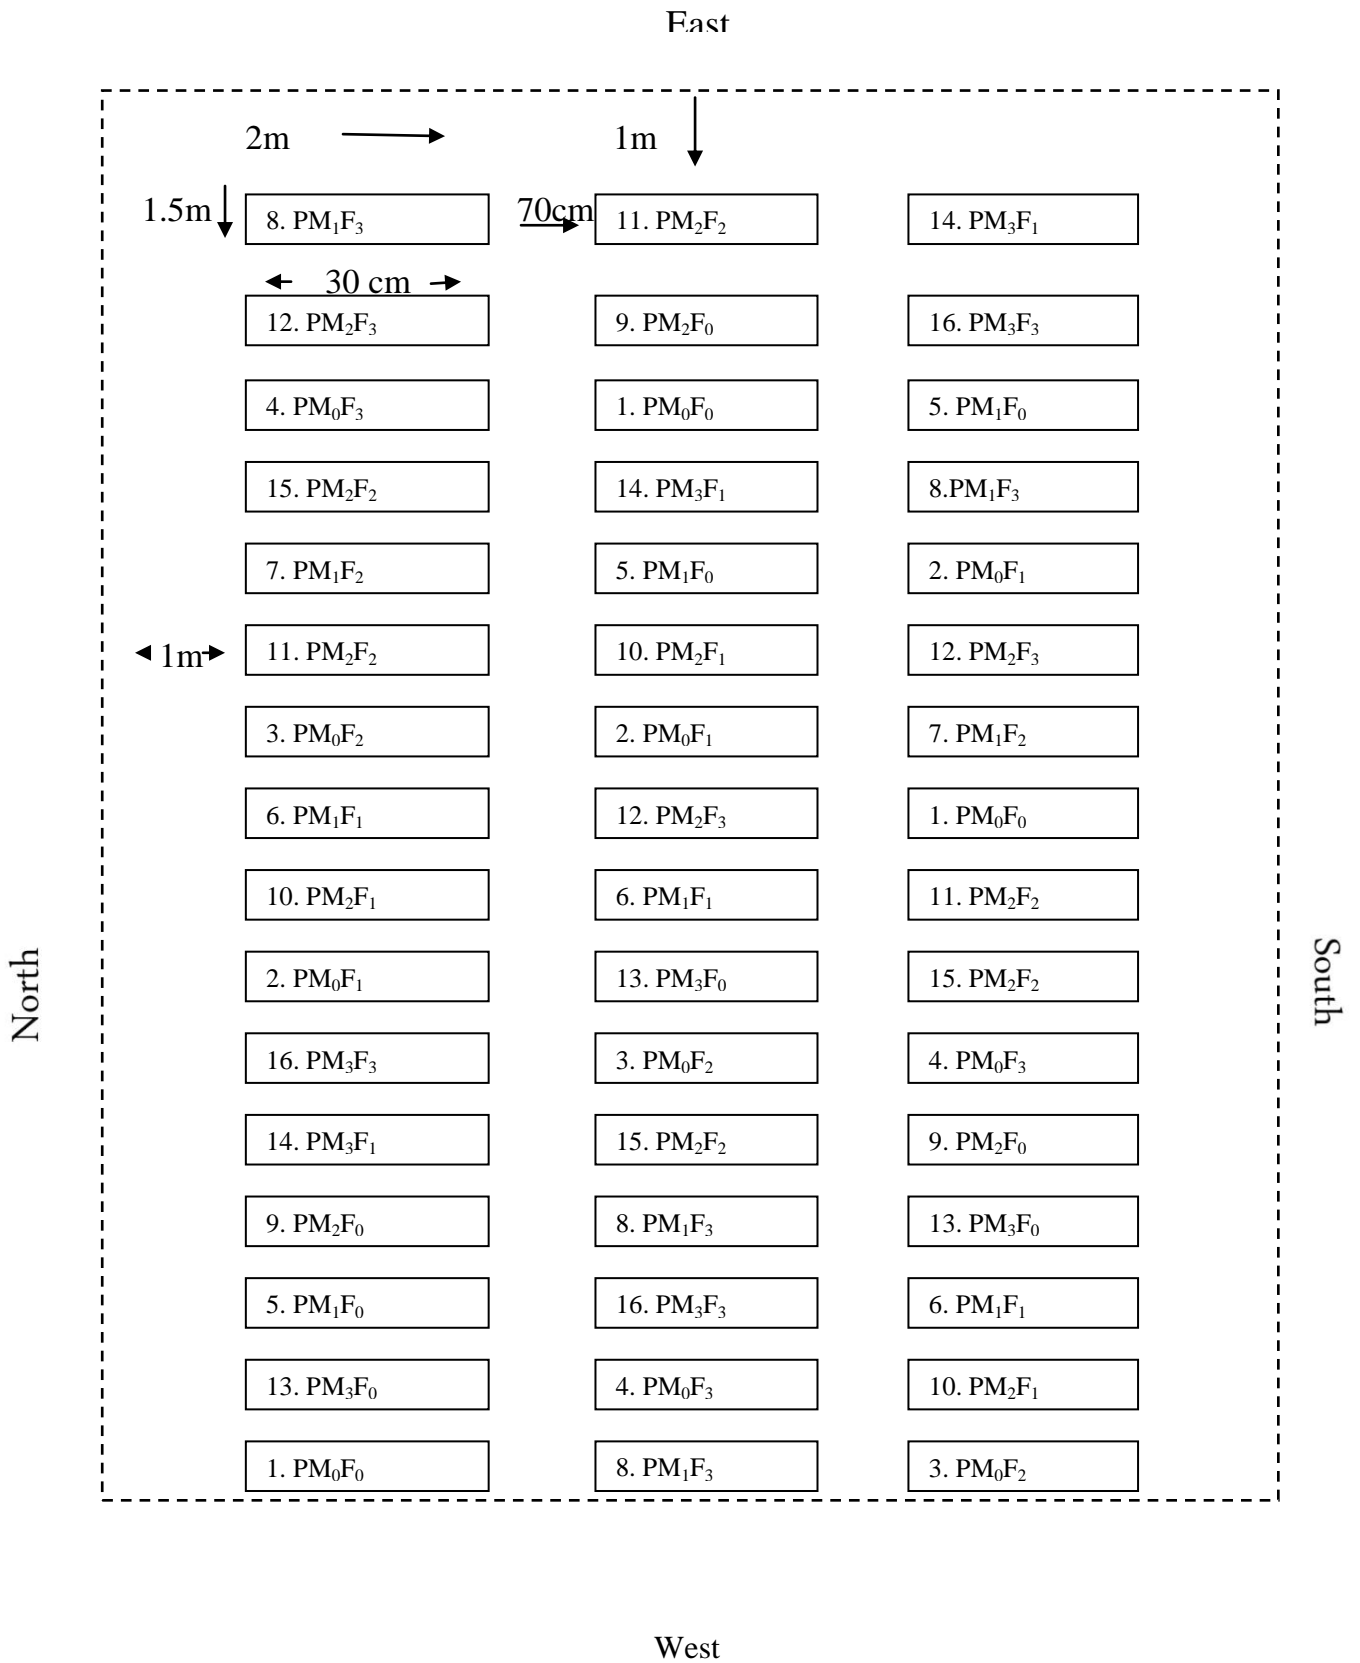 East
2m 1m
1.5m 8. PM₁F₃ 70cm 11. PM₂F₂ 14. PM₃F₁
30 cm
12. PM₂F₃ 9. PM₂F₀ 16. PM₃F₃
4. PM₀F₃ 1. PM₀F₀ 5. PM₁F₀
15. PM₂F₂ 14. PM₃F₁ 8.PM₁F₃
7. PM₁F₂ 5. PM₁F₀ 2. PM₀F₁
1m 11. PM₂F₂ 10. PM₂F₁ 12. PM₂F₃
3. PM₀F₂ 2. PM₀F₁ 7. PM₁F₂
6. PM₁F₁ 12. PM₂F₃ 1. PM₀F₀
10. PM₂F₁ 6. PM₁F₁ 11. PM₂F₂
2. PM₀F₁ 13. PM₃F₀ 15. PM₂F₂
North
South
16. PM₃F₃ 3. PM₀F₂ 4. PM₀F₃
14. PM₃F₁ 15. PM₂F₂ 9. PM₂F₀
9. PM₂F₀ 8. PM₁F₃ 13. PM₃F₀
5. PM₁F₀ 16. PM₃F₃ 6. PM₁F₁
13. PM₃F₀ 4. PM₀F₃ 10. PM₂F₁
1. PM₀F₀ 8. PM₁F₃ 3. PM₀F₂
West